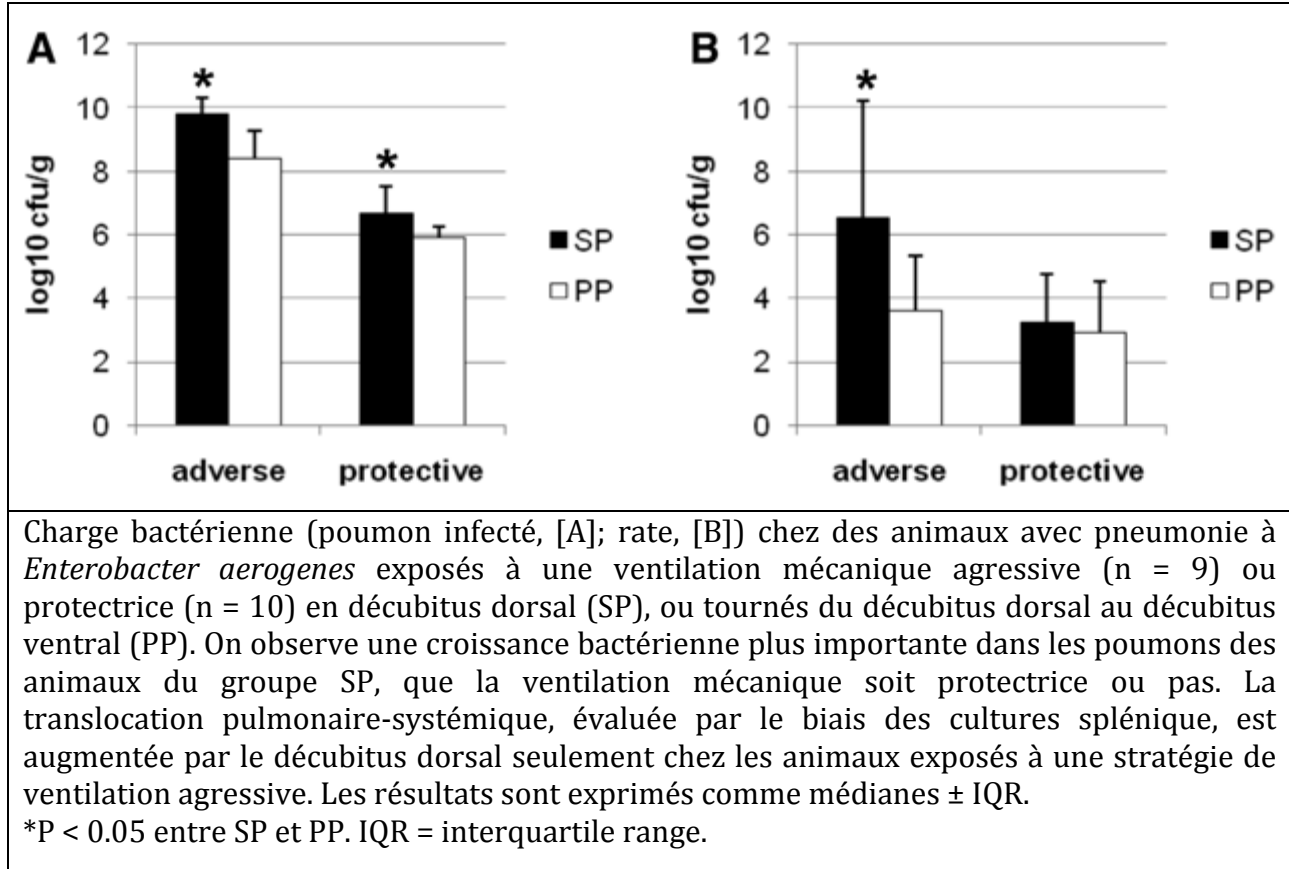 A
12
10
8
6
4
2
0
log10 cfu/g
*
*
adverse
protective
SP
PP
B
12
10
8
6
4
2
0
log10 cfu/g
*
adverse
protective
SP
PP
Charge bactérienne (poumon infecté, [A]; rate, [B]) chez des animaux avec pneumonie à
Enterobacter aerogenes exposés à une ventilation mécanique agressive (n = 9) ou
protectrice (n = 10) en décubitus dorsal (SP), ou tournés du décubitus dorsal au décubitus
ventral (PP). On observe une croissance bactérienne plus importante dans les poumons des
animaux du groupe SP, que la ventilation mécanique soit protectrice ou pas. La
translocation pulmonaire-systémique, évaluée par le biais des cultures splénique, est
augmentée par le décubitus dorsal seulement chez les animaux exposés à une stratégie de
ventilation agressive. Les résultats sont exprimés comme médianes ± IQR.
*P < 0.05 entre SP et PP. IQR = interquartile range.